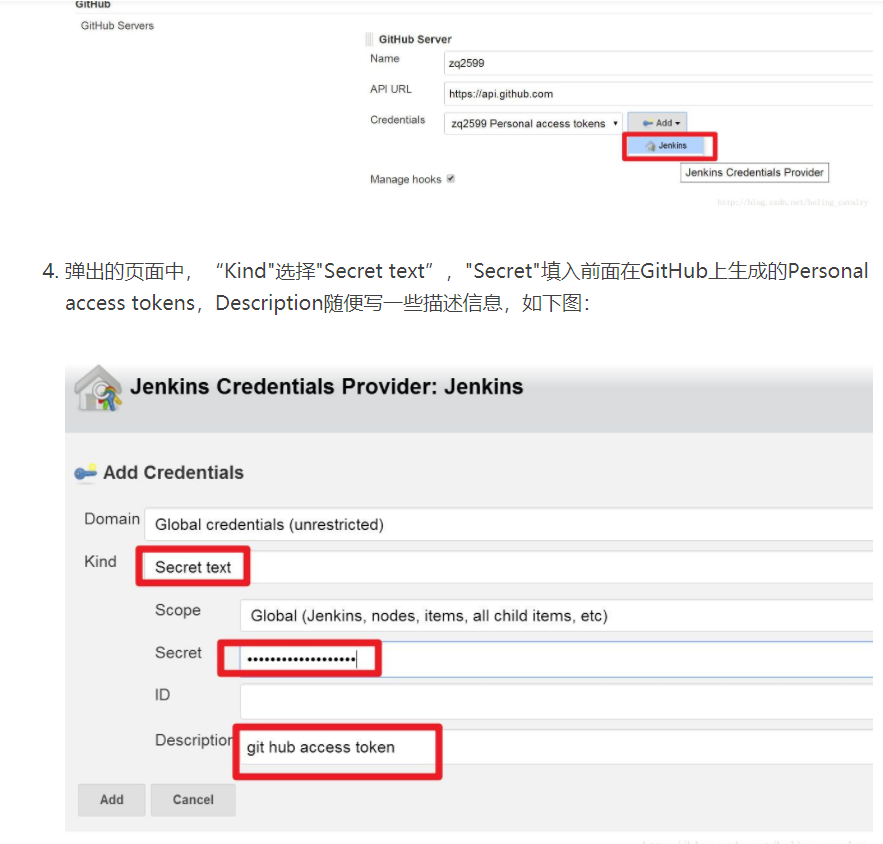 GitHub
GitHub Servers
GitHub Server
Name
zq2599
API URL
https://api.github.com
Credentials
zq2599 Personal access tokens
Add
Jenkins
Jenkins Credentials Provider
Manage hooks
http://blog.csdn.net/boling_cavalry
4. 弹出的页面中，“Kind"选择"Secret text”，"Secret"填入前面在GitHub上生成的Personal
access tokens，Description随便写一些描述信息，如下图：
Jenkins Credentials Provider: Jenkins
Add Credentials
Domain
Global credentials (unrestricted)
Kind
Secret text
Scope
Global (Jenkins, nodes, items, all child items, etc)
Secret
•••••••••••••••••••
ID
Description
git hub access token
Add
Cancel